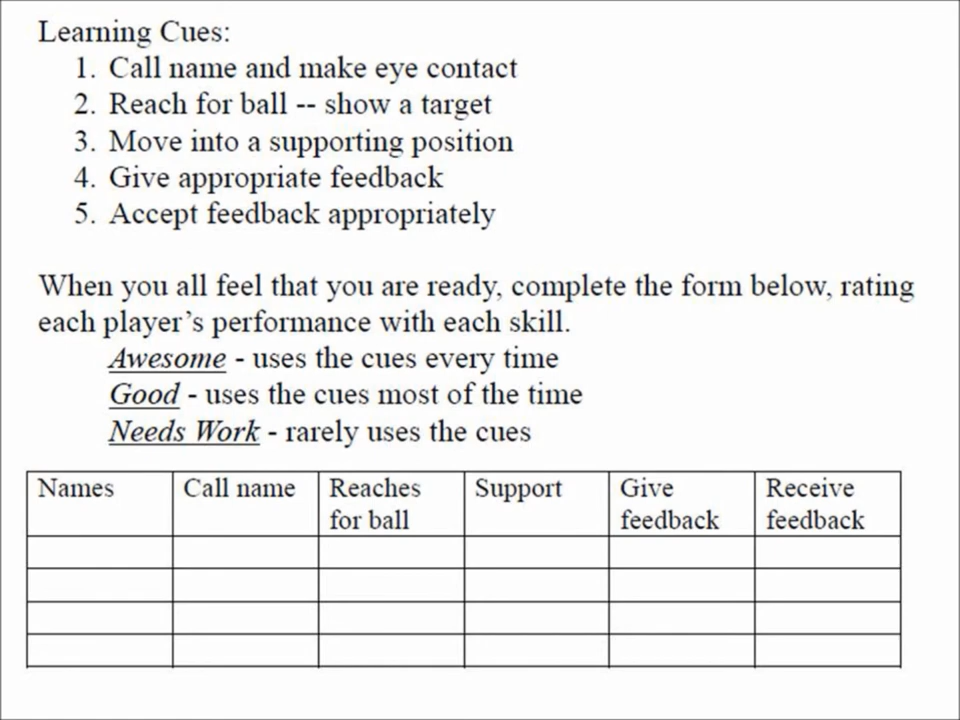 Learning Cues:
1. Call name and make eye contact
2. Reach for ball -- show a target
3. Move into a supporting position
4. Give appropriate feedback
5. Accept feedback appropriately
When you all feel that you are ready, complete the form below, rating
each player's performance with each skill.
Awesome - uses the cues every time
Good - uses the cues most of the time
Needs Work - rarely uses the cues
Names Call name Reaches Support Give Receive
for ball feedback feedback